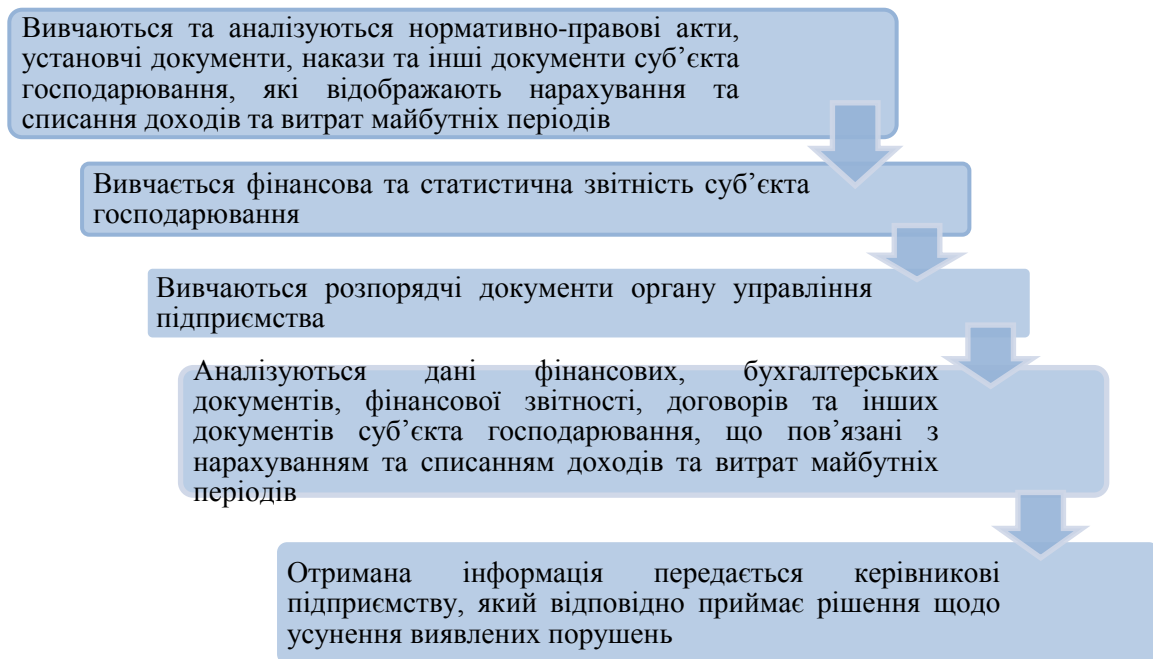 Вивчаються та аналізуються нормативно-правові акти,
установчі документи, накази та інші документи суб’єкта
господарювання, які відображають нарахування та
списання доходів та витрат майбутніх періодів
Вивчається фінансова та статистична звітність суб’єкта
господарювання
Вивчаються розпорядчі документи органу управління
підприємства
Аналізуються дані фінансових, бухгалтерських
документів, фінансової звітності, договорів та інших
документів суб’єкта господарювання, що пов’язані з
нарахуванням та списанням доходів та витрат майбутніх
періодів
Отримана інформація передається керівникові
підприємству, який відповідно приймає рішення щодо
усунення виявлених порушень